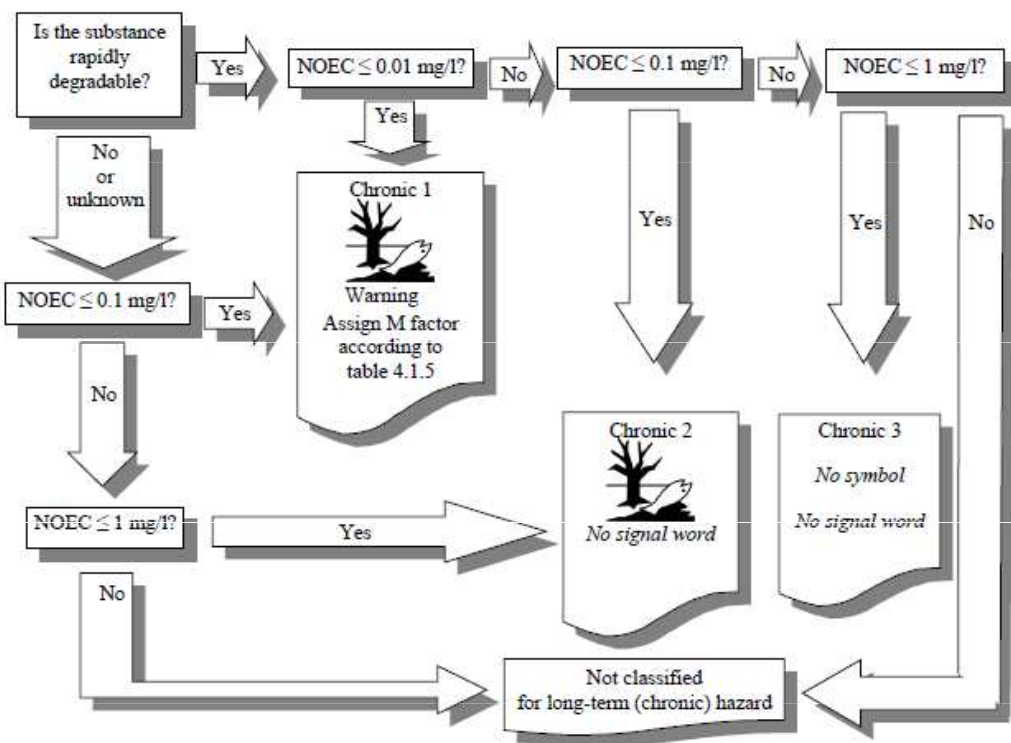 Is the substance
rapidly
degradable?
Yes
NOEC ≤ 0.01 mg/l?
No
NOEC ≤ 0.1 mg/l?
No
NOEC ≤ 1 mg/l?
No
or
unknown
Yes
Chronic 1
Warning
Assign M factor
according to
table 4.1.5
Yes
Yes
No
NOEC ≤ 0.1 mg/l?
Yes
No
Chronic 2
No signal word
Chronic 3
No symbol
No signal word
NOEC ≤ 1 mg/l?
Yes
No
Not classified
for long-term (chronic) hazard